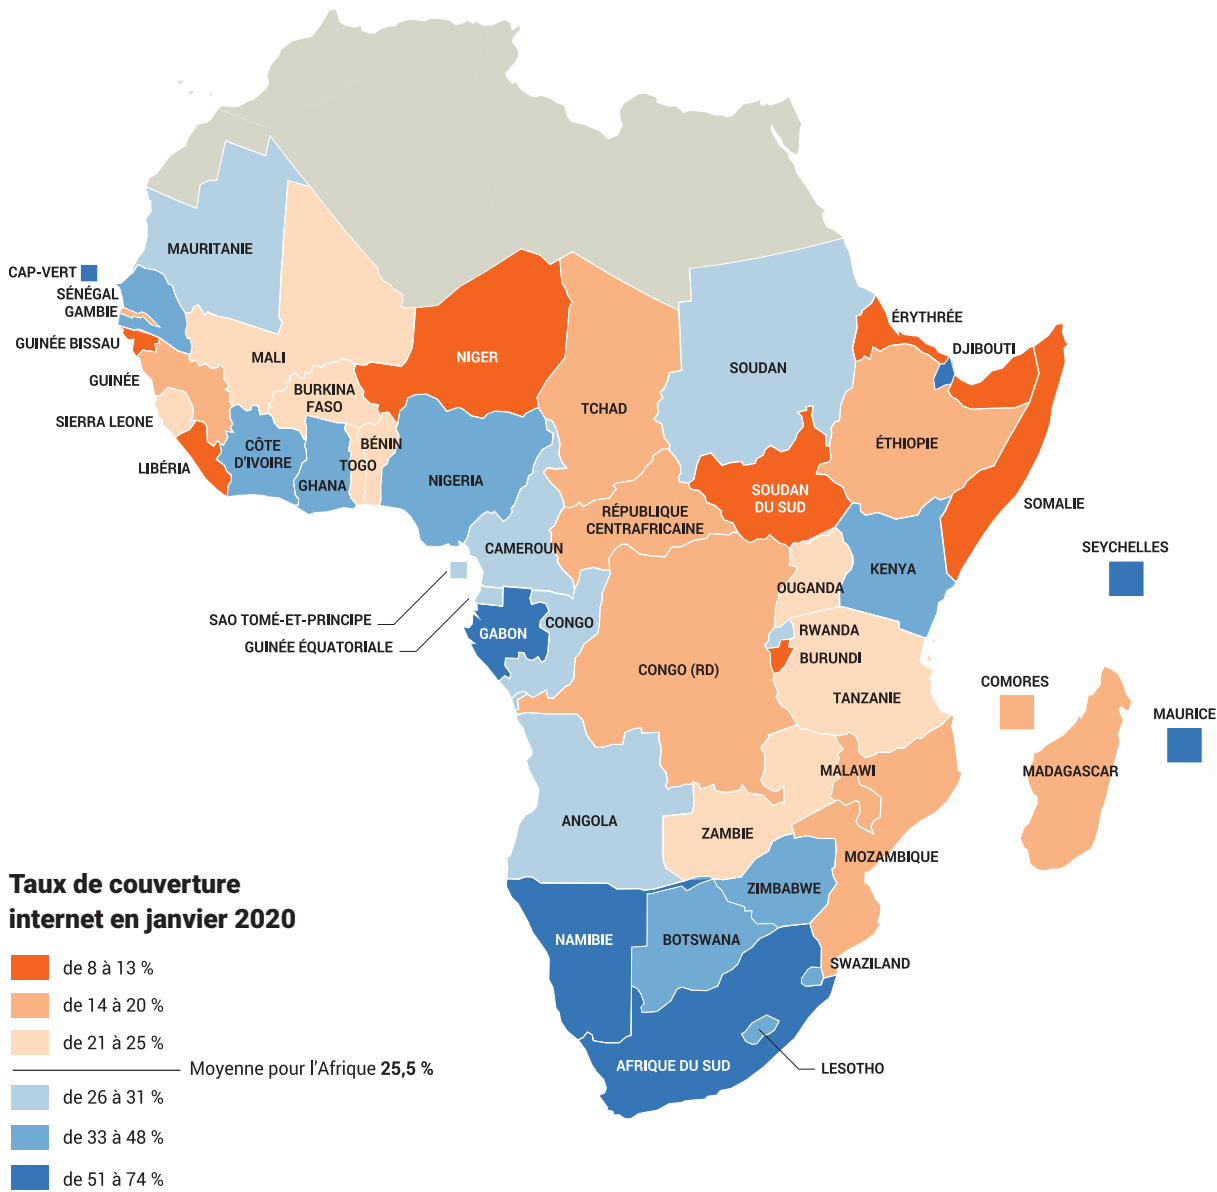 MAURITANIE
CAP-VERT
SÉNÉGAL
GAMBIE
GUINÉE BISSAU
GUINÉE
SIERRA LEONE
LIBÉRIA
MALI
BURKINA
FASO
CÔTE
D'IVOIRE
GHANA
TOGO
BÉNIN
NIGER
NIGERIA
TCHAD
SOUDAN
ÉRYTHRÉE
DJIBOUTI
ÉTHIOPIE
SOMALIE
SOUDAN
DU SUD
RÉPUBLIQUE
CENTRAFRICAINE
CAMEROUN
SAO TOMÉ-ET-PRINCIPE
GUINÉE ÉQUATORIALE
GABON
CONGO
CONGO (RD)
OUGANDA
KENYA
RWANDA
BURUNDI
TANZANIE
SEYCHELLES
COMORES
MAURICE
MADAGASCAR
MALAWI
ANGOLA
ZAMBIE
MOZAMBIQUE
ZIMBABWE
NAMIBIE
BOTSWANA
SWAZILAND
AFRIQUE DU SUD
LESOTHO
Taux de couverture
internet en janvier 2020
de 8 à 13 %
de 14 à 20 %
de 21 à 25 %
Moyenne pour l'Afrique 25,5 %
de 26 à 31 %
de 33 à 48 %
de 51 à 74 %